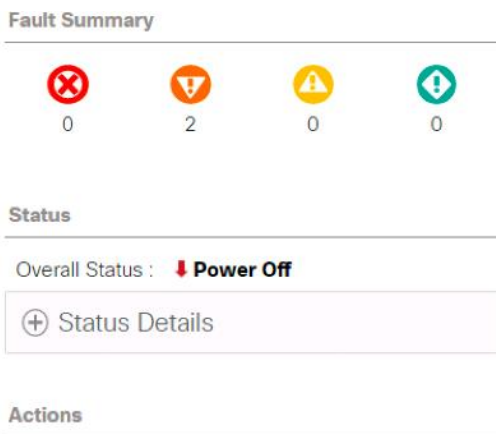 Fault Summary
0 2 0 0
Status
Overall Status : Power Off
Status Details
Actions